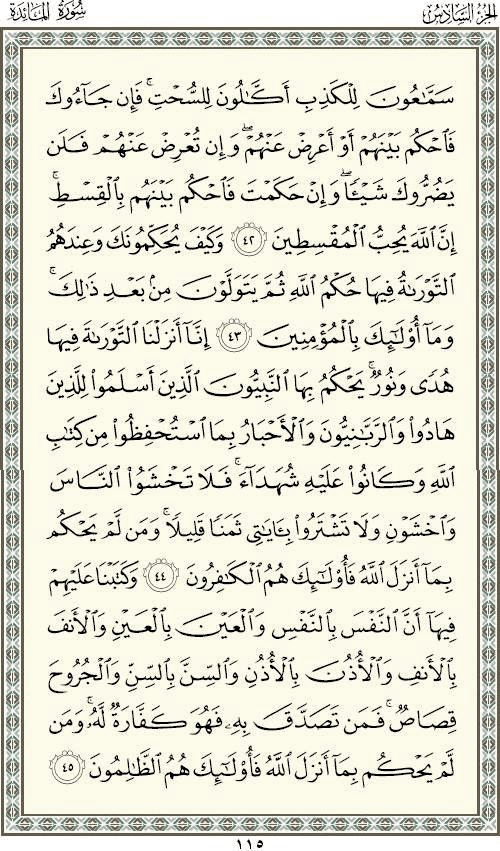 الجزء السادس
سورة المائدة
سَمَّٰعُونَ لِلْكَذِبِ أَكَّٰلُونَ لِلسُّحْتِ ۚ فَإِن جَآءُوكَ
فَٱحْكُم بَيْنَهُمْ أَوْ أَعْرِضْ عَنْهُمْ ۖ وَإِن تُعْرِضْ عَنْهُمْ فَلَن
يَضُرُّوكَ شَيْـًٔا ۖ وَإِنْ حَكَمْتَ فَٱحْكُم بَيْنَهُم بِٱلْقِسْطِ ۚ
إِنَّ ٱللَّهَ يُحِبُّ ٱلْمُقْسِطِينَ ٤٢ وَكَيْفَ يُحَكِّمُونَكَ وَعِندَهُمُ
ٱلتَّوْرَىٰةُ فِيهَا حُكْمُ ٱللَّهِ ثُمَّ يَتَوَلَّوْنَ مِنۢ بَعْدِ ذَٰلِكَ ۚ
وَمَآ أُو۟لَٰٓئِكَ بِٱلْمُؤْمِنِينَ ٤٣ إِنَّآ أَنزَلْنَا ٱلتَّوْرَىٰةَ فِيهَا
هُدًى وَنُورٌ ۚ يَحْكُمُ بِهَا ٱلنَّبِيُّونَ ٱلَّذِينَ أَسْلَمُوا۟ لِلَّذِينَ
هَادُوا۟ وَٱلرَّبَّٰنِيُّونَ وَٱلْأَحْبَارُ بِمَا ٱسْتُحْفِظُوا۟ مِن كِتَٰبِ
ٱللَّهِ وَكَانُوا۟ عَلَيْهِ شُهَدَآءَ ۚ فَلَا تَخْشَوُا۟ ٱلنَّاسَ
وَٱخْشَوْنِ وَلَا تَشْتَرُوا۟ بِـَٔايَٰتِى ثَمَنًا قَلِيلًا ۚ وَمَن لَّمْ يَحْكُم
بِمَآ أَنزَلَ ٱللَّهُ فَأُو۟لَٰٓئِكَ هُمُ ٱلْكَٰفِرُونَ ٤٤ وَكَتَبْنَا عَلَيْهِمْ
فِيهَآ أَنَّ ٱلنَّفْسَ بِٱلنَّفْسِ وَٱلْعَيْنَ بِٱلْعَيْنِ وَٱلْأَنفَ
بِٱلْأَنفِ وَٱلْأُذُنَ بِٱلْأُذُنِ وَٱلسِّنَّ بِٱلسِّنِّ وَٱلْجُرُوحَ
قِصَاصٌ ۚ فَمَن تَصَدَّقَ بِهِۦ فَهُوَ كَفَّارَةٌ لَّهُۥ ۚ وَمَن
لَّمْ يَحْكُم بِمَآ أَنزَلَ ٱللَّهُ فَأُو۟لَٰٓئِكَ هُمُ ٱلظَّٰلِمُونَ ٤٥
١١٥